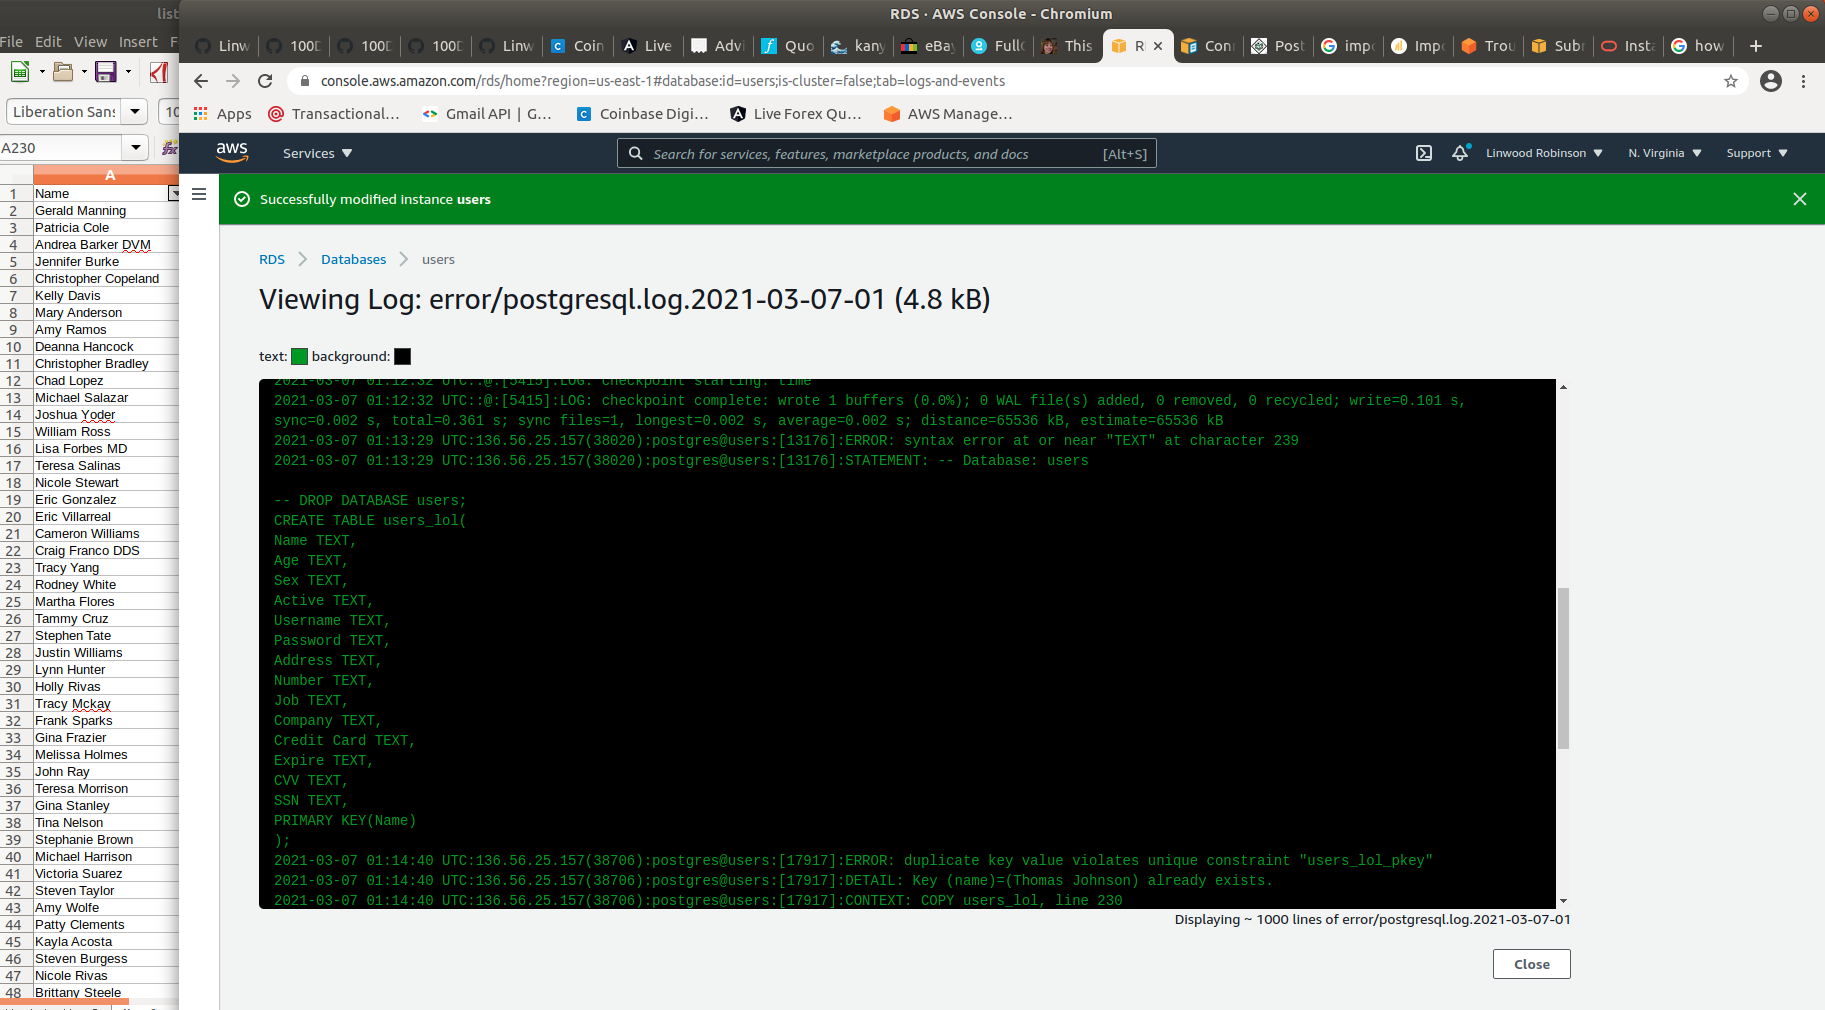 list
RDS · AWS Console - Chromium
File Edit View Insert F
Linw
100D
100D
100D
Linw
Coin
Live
Advi
Quo
kany
eBay
Full
This
R
Con
Post
impo
Impo
Trou
Subr
Insta
how
console.aws.amazon.com/rds/home?region=us-east-1#database:id=users;is-cluster=false;tab=logs-and-events
Apps Transactional... Gmail API | G... Coinbase Digi... Live Forex Qu... AWS Manage...
Liberation Sans 10
A230
aws Services Search for services, features, marketplace products, and docs [Alt+S] Linwood Robinson N. Virginia Support
Successfully modified instance users
RDS Databases users
Viewing Log: error/postgresql.log.2021-03-07-01 (4.8 kB)
text: background:
2021-03-07 01:12:32 UTC::@:[5415]:LOG: checkpoint starting: time
2021-03-07 01:12:32 UTC::@:[5415]:LOG: checkpoint complete: wrote 1 buffers (0.0%); 0 WAL file(s) added, 0 removed, 0 recycled; write=0.101 s,
sync=0.002 s, total=0.361 s; sync files=1, longest=0.002 s, average=0.002 s; distance=65536 kB, estimate=65536 kB
2021-03-07 01:13:29 UTC:136.56.25.157(38020):postgres@users:[13176]:ERROR: syntax error at or near "TEXT" at character 239
2021-03-07 01:13:29 UTC:136.56.25.157(38020):postgres@users:[13176]:STATEMENT: -- Database: users
-- DROP DATABASE users;
CREATE TABLE users_lol(
Name TEXT,
Age TEXT,
Sex TEXT,
Active TEXT,
Username TEXT,
Password TEXT,
Address TEXT,
Number TEXT,
Job TEXT,
Company TEXT,
Credit Card TEXT,
Expire TEXT,
CVV TEXT,
SSN TEXT,
PRIMARY KEY(Name)
);
2021-03-07 01:14:40 UTC:136.56.25.157(38706):postgres@users:[17917]:ERROR: duplicate key value violates unique constraint "users_lol_pkey"
2021-03-07 01:14:40 UTC:136.56.25.157(38706):postgres@users:[17917]:DETAIL: Key (name)=(Thomas Johnson) already exists.
2021-03-07 01:14:40 UTC:136.56.25.157(38706):postgres@users:[17917]:CONTEXT: COPY users_lol, line 230
Displaying ~ 1000 lines of error/postgresql.log.2021-03-07-01
Close
A
1 Name
2 Gerald Manning
3 Patricia Cole
4 Andrea Barker DVM
5 Jennifer Burke
6 Christopher Copeland
7 Kelly Davis
8 Mary Anderson
9 Amy Ramos
10 Deanna Hancock
11 Christopher Bradley
12 Chad Lopez
13 Michael Salazar
14 Joshua Yoder
15 William Ross
16 Lisa Forbes MD
17 Teresa Salinas
18 Nicole Stewart
19 Eric Gonzalez
20 Eric Villarreal
21 Cameron Williams
22 Craig Franco DDS
23 Tracy Yang
24 Rodney White
25 Martha Flores
26 Tammy Cruz
27 Stephen Tate
28 Justin Williams
29 Lynn Hunter
30 Holly Rivas
31 Tracy Mckay
32 Frank Sparks
33 Gina Frazier
34 Melissa Holmes
35 John Ray
36 Teresa Morrison
37 Gina Stanley
38 Tina Nelson
39 Stephanie Brown
40 Michael Harrison
41 Victoria Suarez
42 Steven Taylor
43 Amy Wolfe
44 Patty Clements
45 Kayla Acosta
46 Steven Burgess
47 Nicole Rivas
48 Brittany Steele